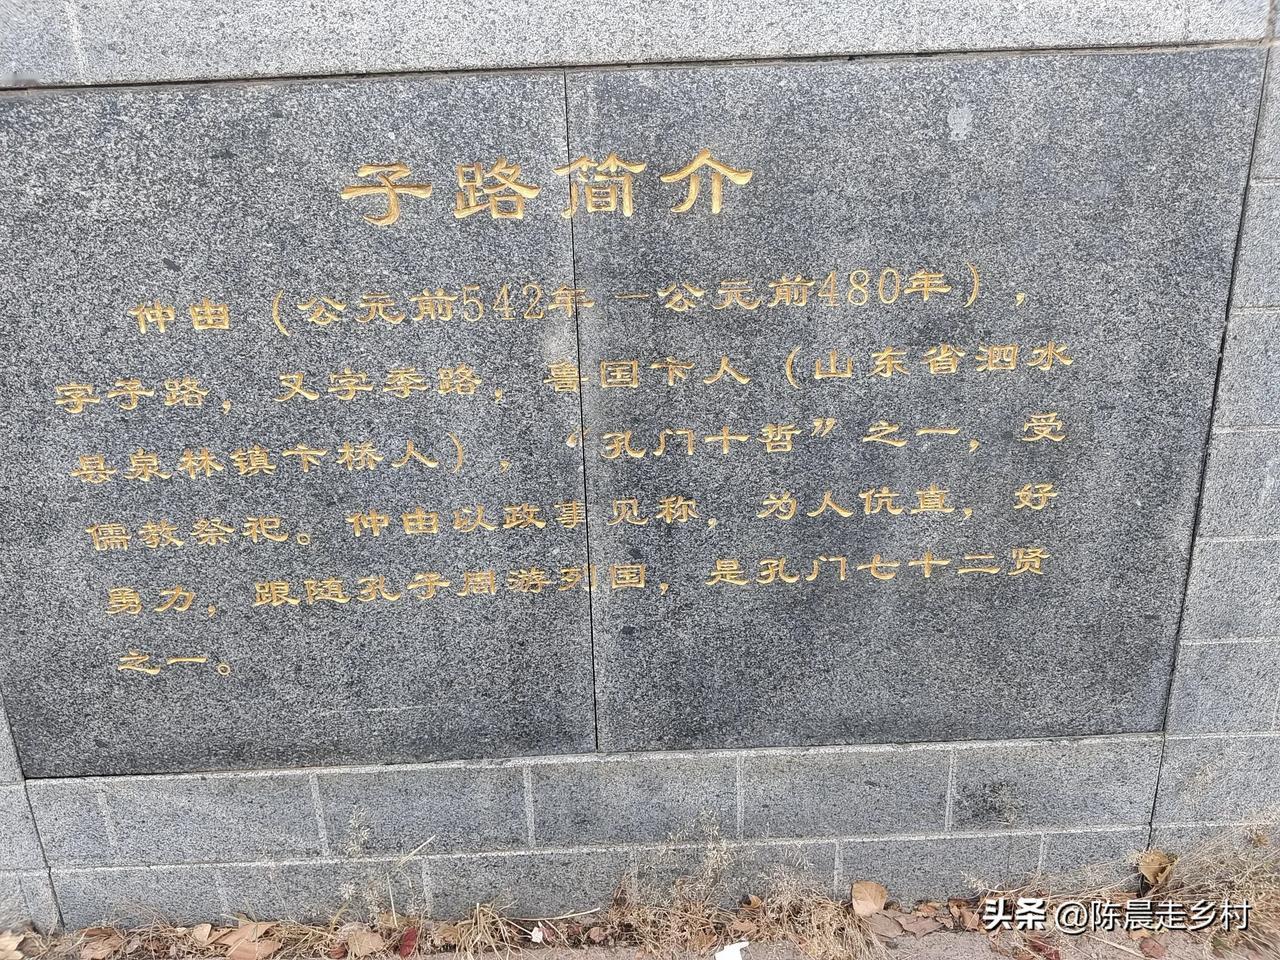 子路简介
仲由（公元前542年—公元前480年），
字子路，又字季路，鲁国卞人（山东省泗水
县泉林镇卞桥人），“孔门十哲”之一，受
儒教祭祀。仲由以政事见称，为人伉直，好
勇力，跟随孔子周游列国，是孔门七十二贤
之一。
头条 @陈晨走乡村